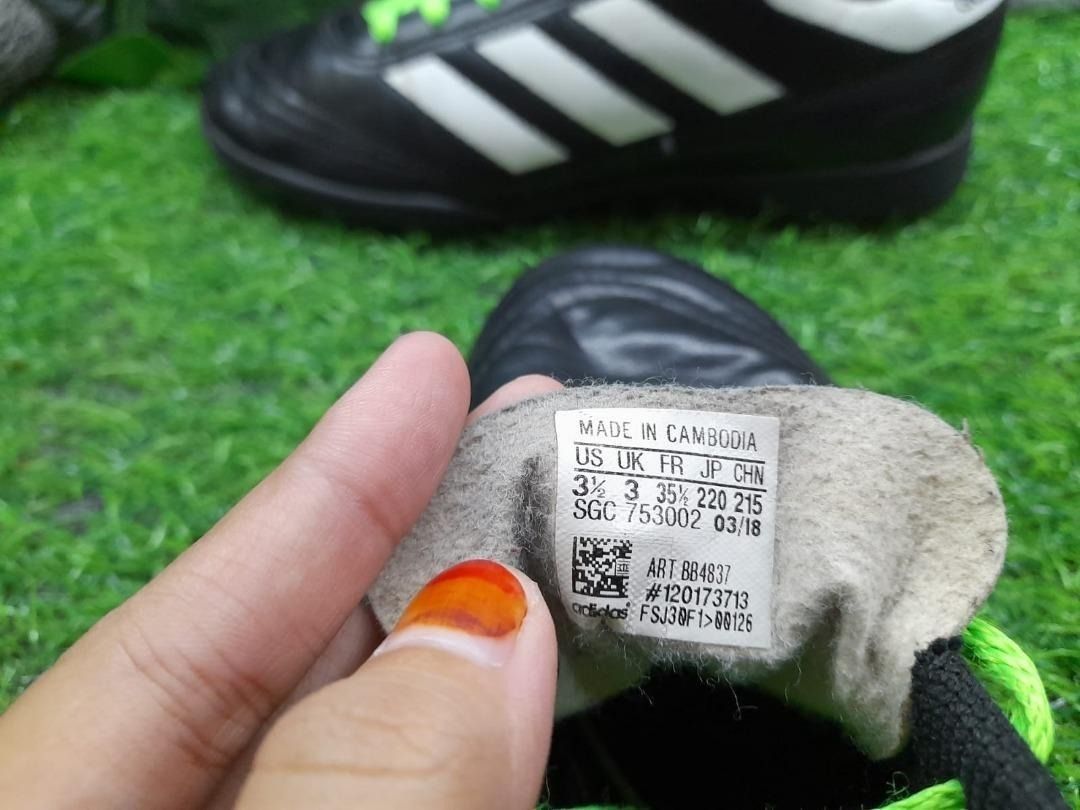 MADE IN CAMBODIA
US UK FR JP CHN
3½ 3 35½ 220 215
SGC 753002 03/18
ART BB4837
#120173713
adidas FSJ30F1>00126